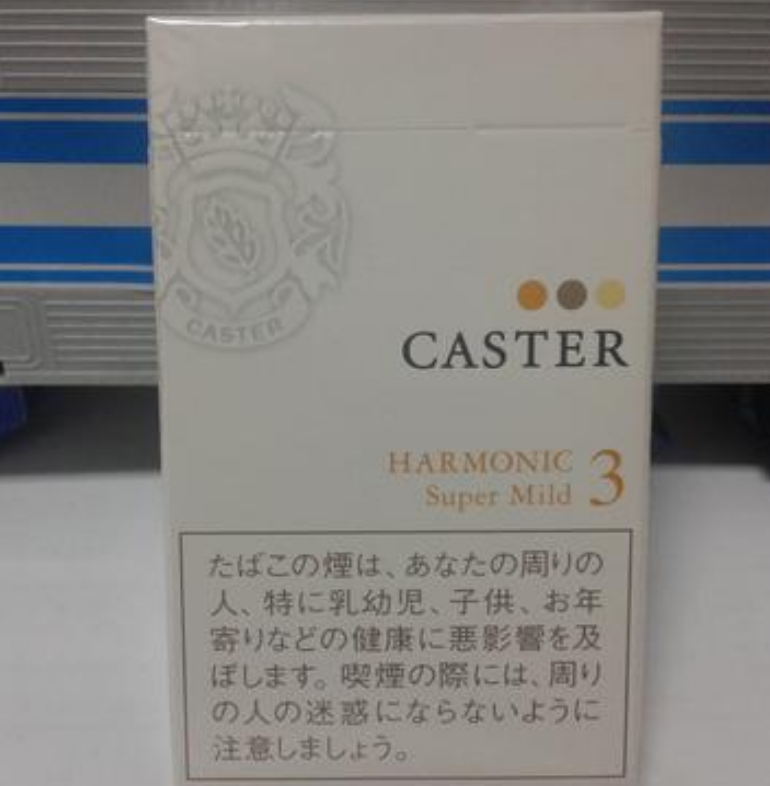 CASTER
CASTER
HARMONIC
Super Mild 3
たばこの煙は、あなたの周りの
人、特に乳幼児、子供、お年
寄りなどの健康に悪影響を及
ぼします。喫煙の際には、周り
の人の迷惑にならないように
注意しましょう。